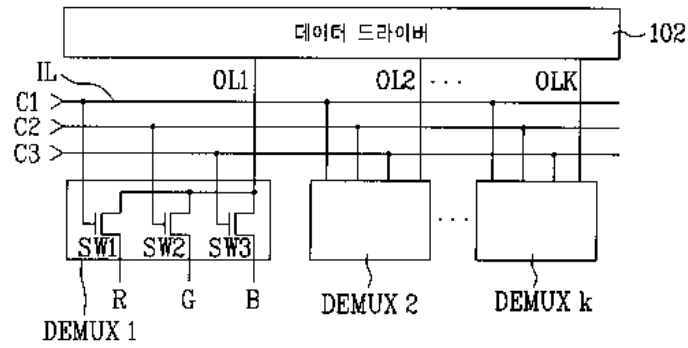 데이터 드라이버
102
IL
OL1
OL2
...
OLK
C1
C2
C3
SW1
SW2
SW3
...
R
G
B
DEMUX 1
DEMUX 2
DEMUX k